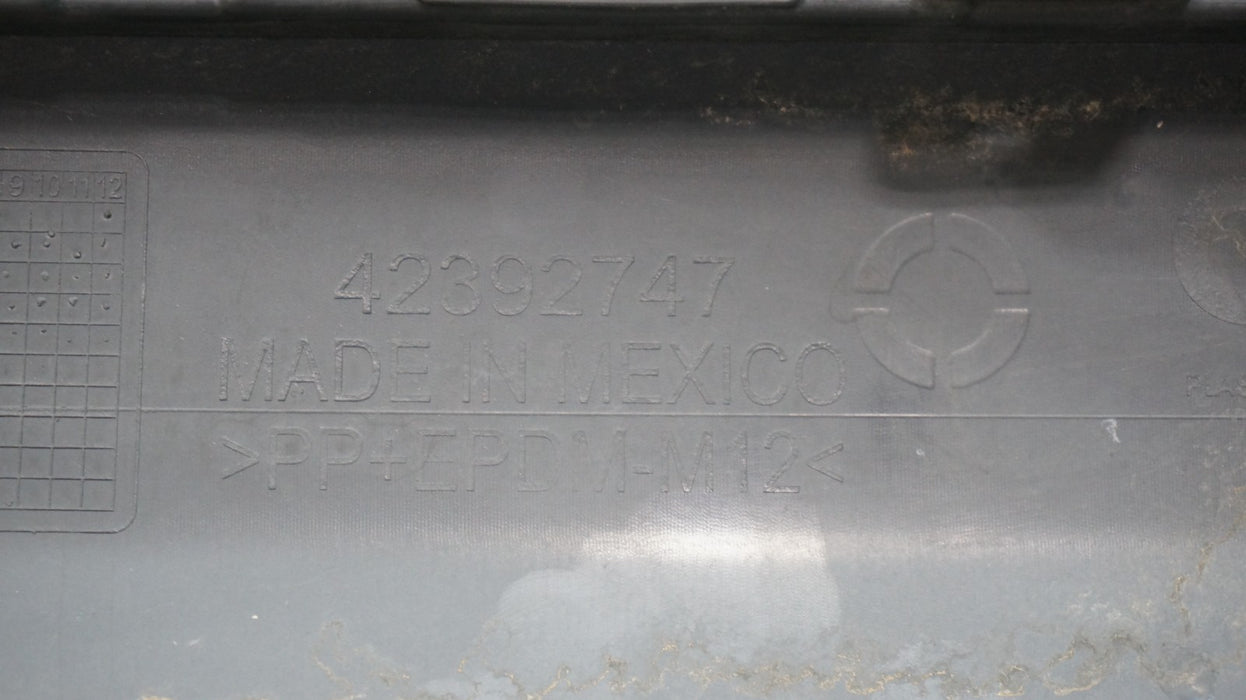 9 10 11 12
42392747
MADE IN MEXICO
>PP+EPDM-M12<